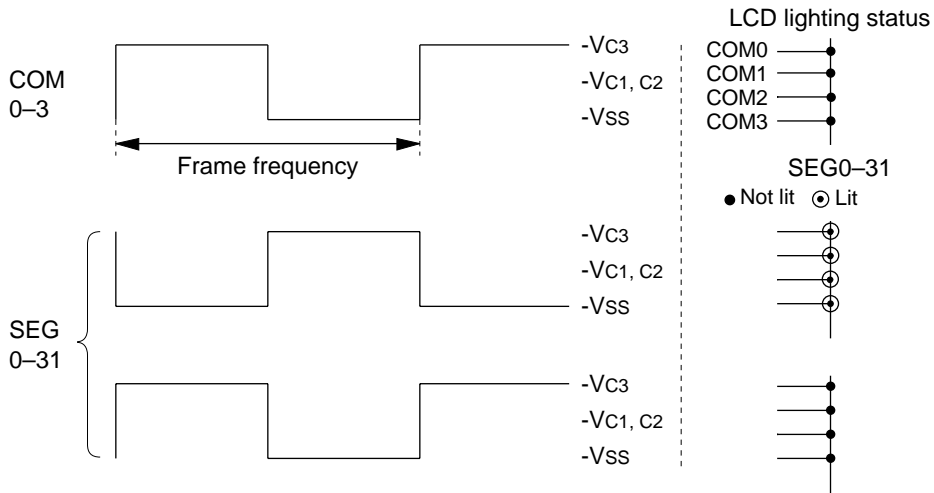 LCD lighting status
COM
0–3
-VC3
-VC1, C2
-VSS
Frame frequency
COM0
COM1
COM2
COM3
SEG0–31
Not lit Lit
SEG
0–31
-VC3
-VC1, C2
-VSS
-VC3
-VC1, C2
-VSS